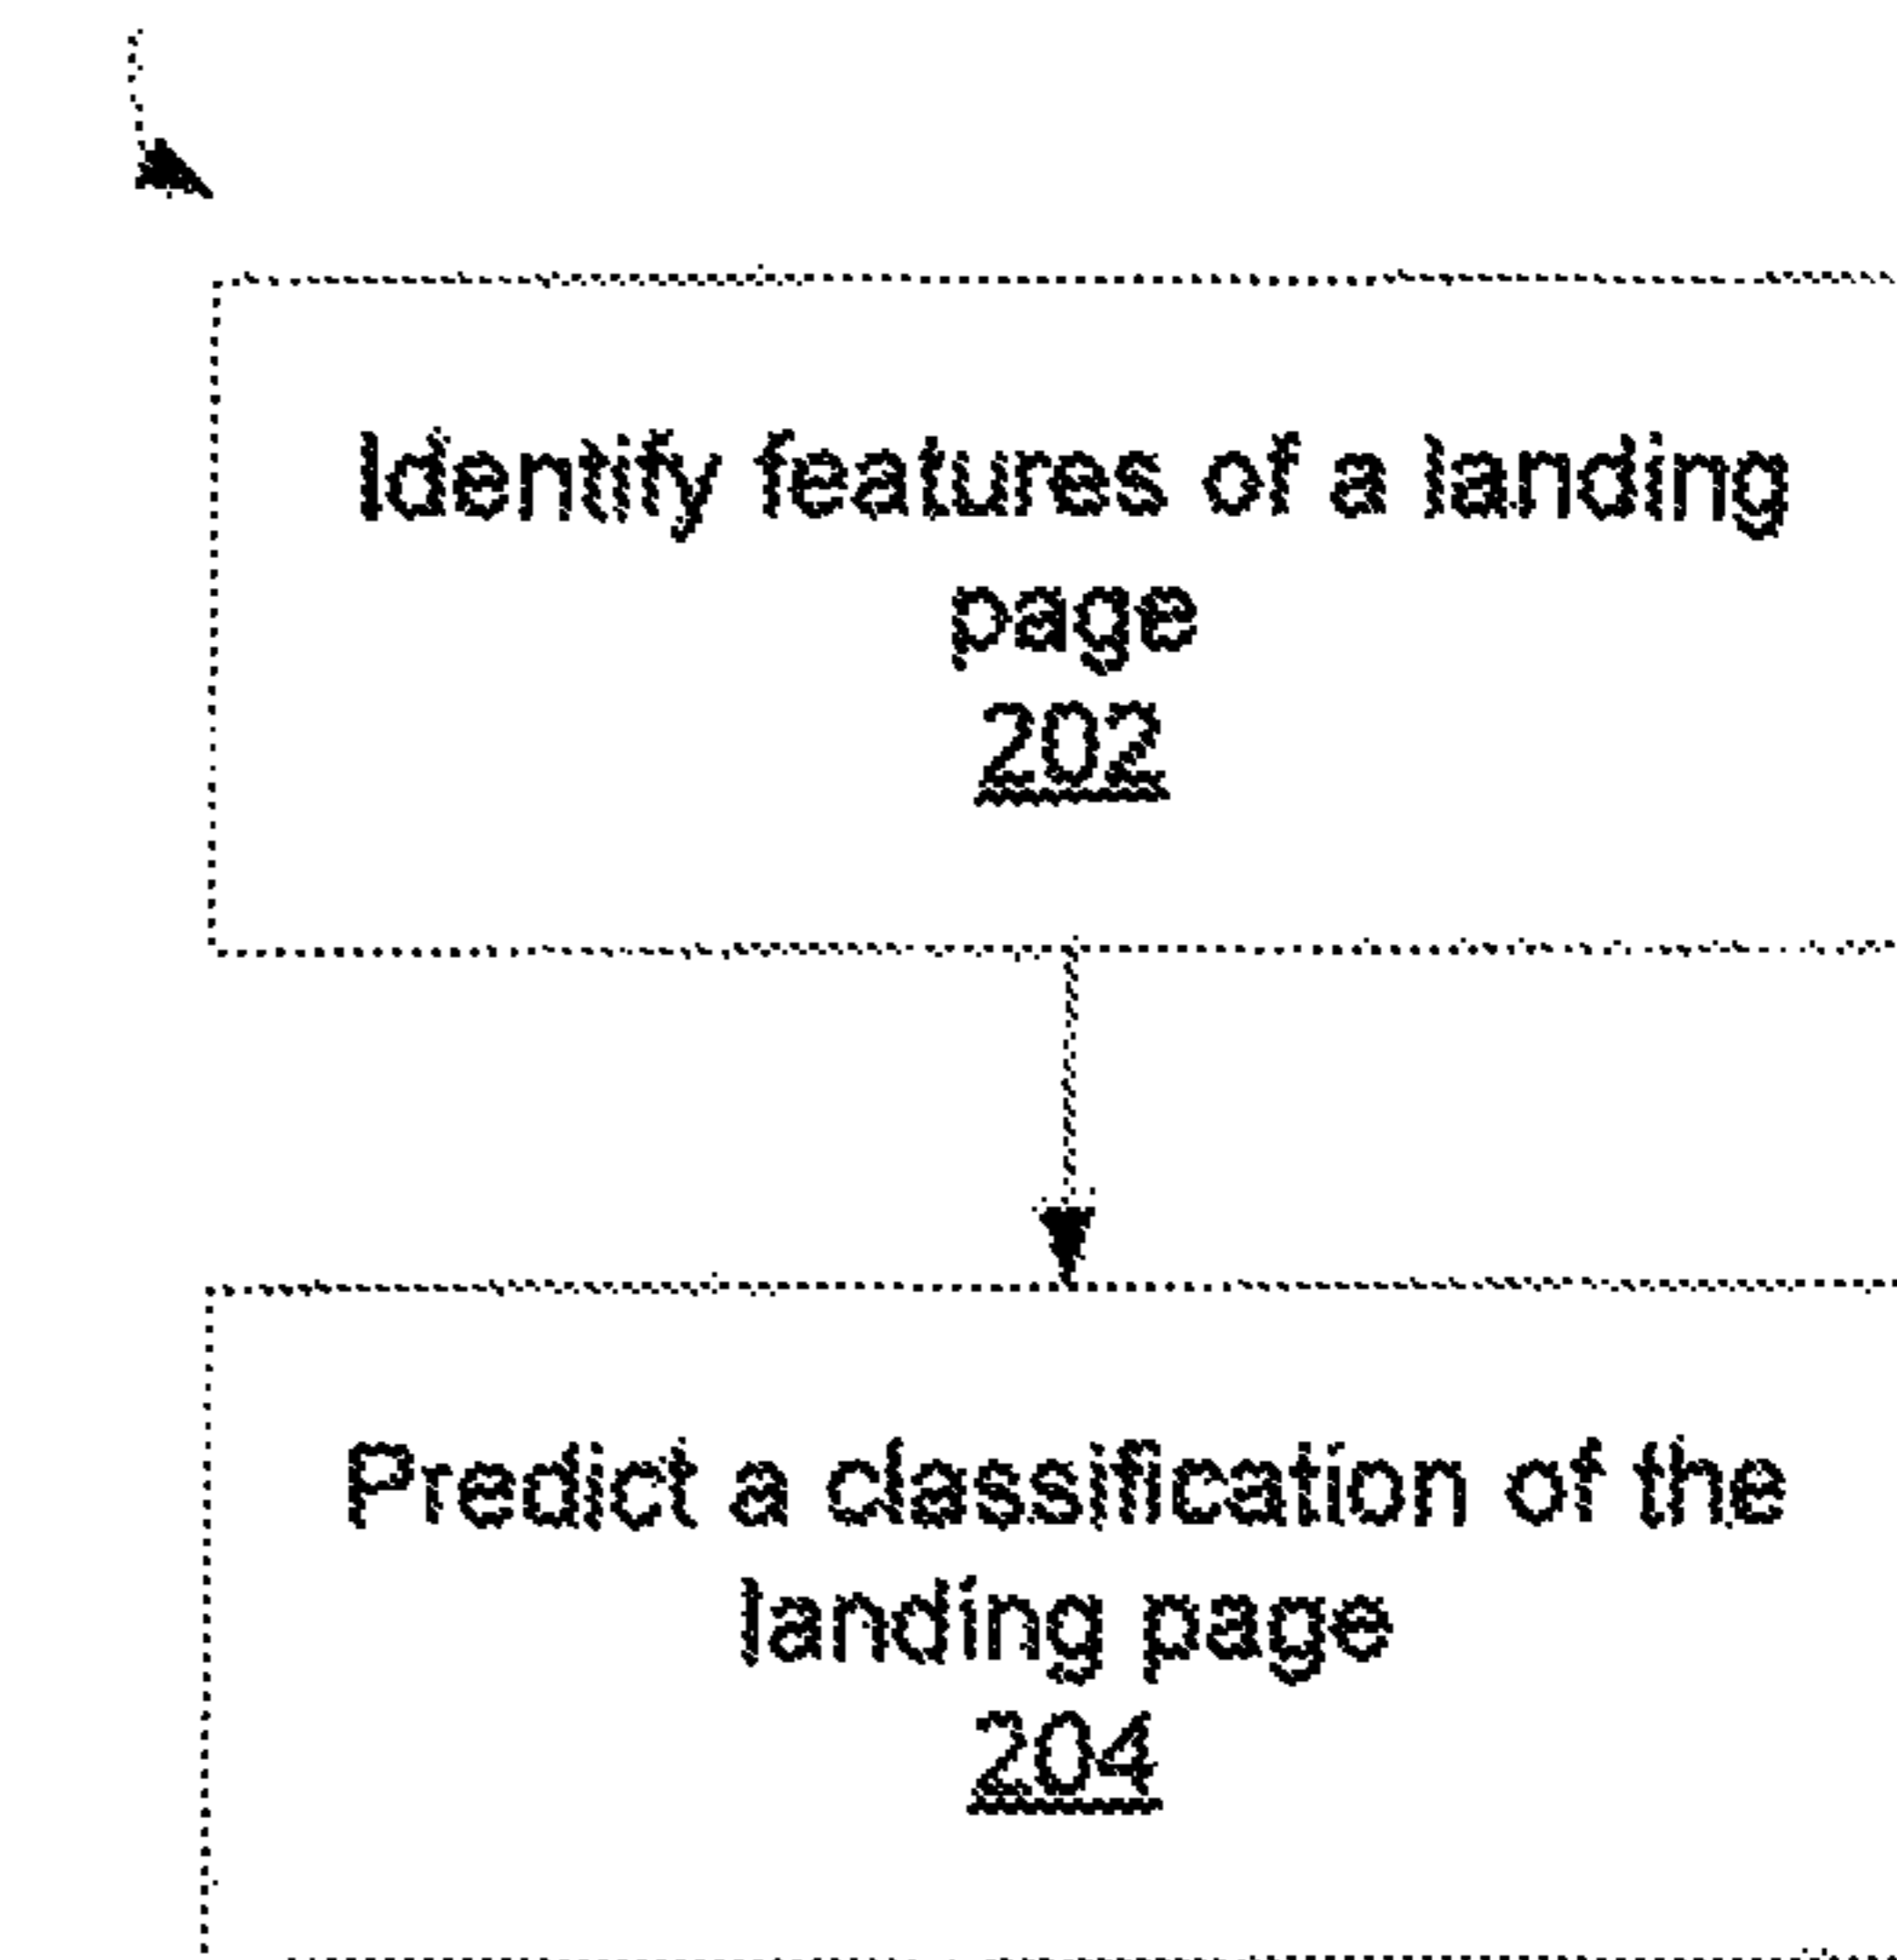 Identify features of a landing
page
202
Predict a classification of the
landing page
204